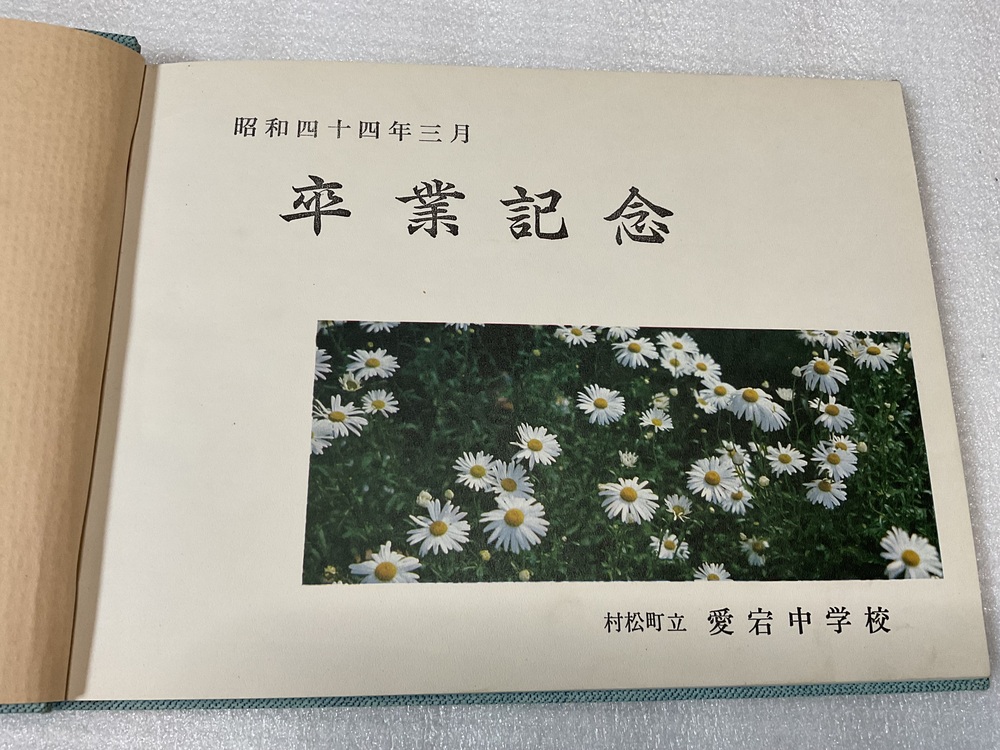 昭和四十四年三月
卒業記念
村松町立 愛宕中学校